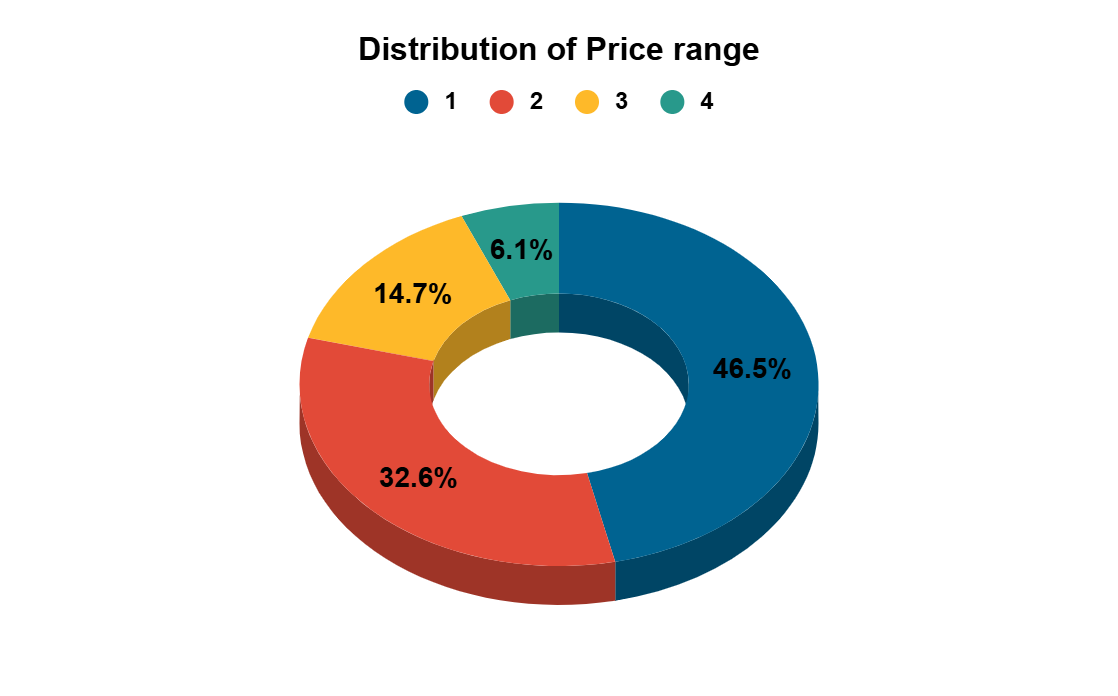 Distribution of Price range
1 2 3 4
6.1%
14.7%
46.5%
32.6%